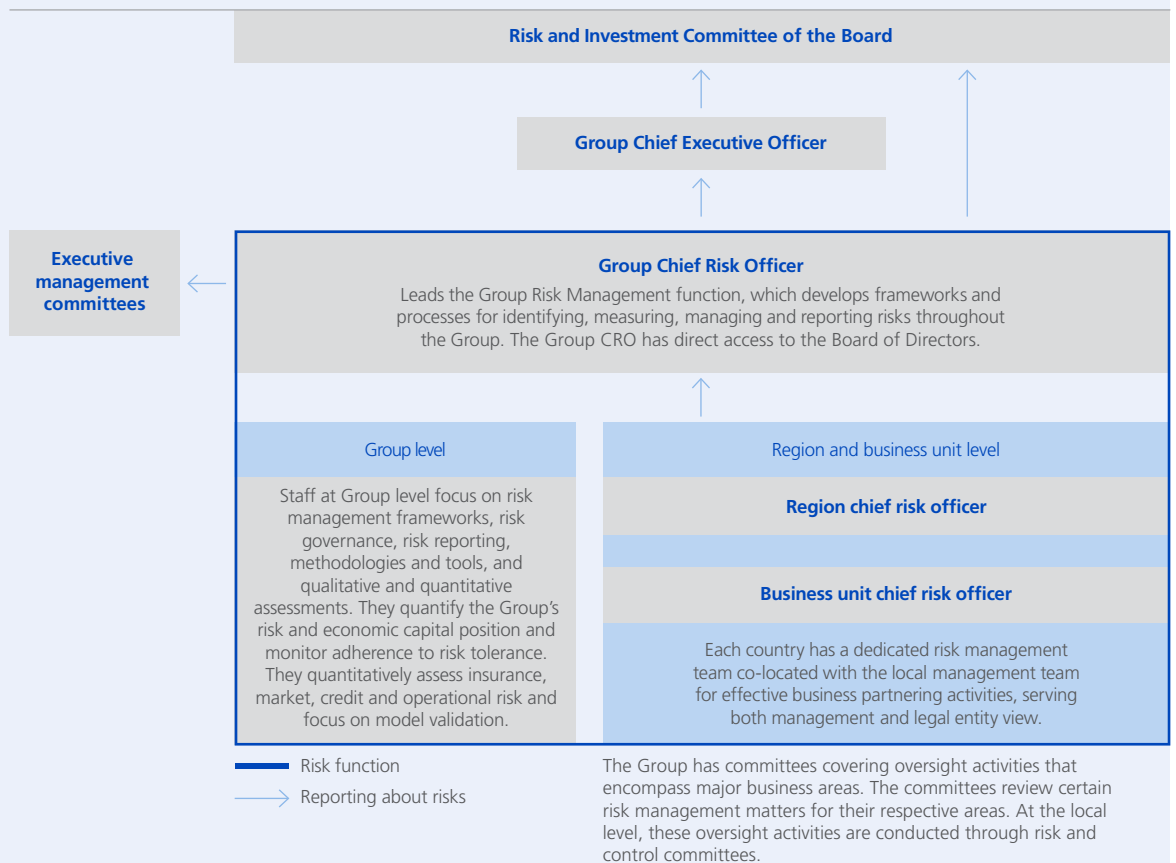 Risk and Investment Committee of the Board
Group Chief Executive Officer
Executive
management
committees
Group Chief Risk Officer
Leads the Group Risk Management function, which develops frameworks and
processes for identifying, measuring, managing and reporting risks throughout
the Group. The Group CRO has direct access to the Board of Directors.
Group level
Staff at Group level focus on risk
management frameworks, risk
governance, risk reporting,
methodologies and tools, and
qualitative and quantitative
assessments. They quantify the Group’s
risk and economic capital position and
monitor adherence to risk tolerance.
They quantitatively assess insurance,
market, credit and operational risk and
focus on model validation.
Region and business unit level
Region chief risk officer
Business unit chief risk officer
Each country has a dedicated risk management
team co-located with the local management team
for effective business partnering activities, serving
both management and legal entity view.
Risk function
Reporting about risks
The Group has committees covering oversight activities that
encompass major business areas. The committees review certain
risk management matters for their respective areas. At the local
level, these oversight activities are conducted through risk and
control committees.